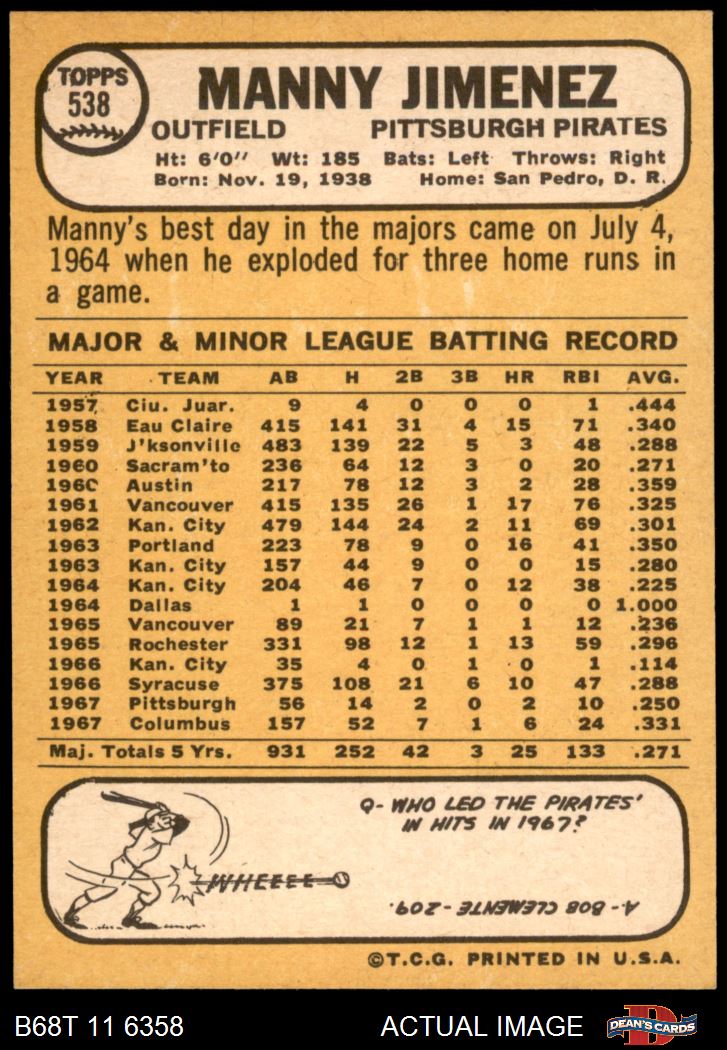 TOPPS
538
MANNY JIMENEZ
OUTFIELD PITTSBURGH PIRATES
Ht: 6'0" Wt: 185 Bats: Left Throws: Right
Born: Nov. 19, 1938 Home: San Pedro, D. R.
Manny's best day in the majors came on July 4,
1964 when he exploded for three home runs in
a game.
MAJOR & MINOR LEAGUE BATTING RECORD
YEAR TEAM AB H 2B 3B HR RBI AVG.
1957 Ciu. Juar. 9 4 0 0 0 1 .444
1958 Eau Claire 415 141 31 4 15 71 .340
1959 J'ksonville 483 139 22 5 3 48 .288
1960 Sacram'to 236 64 12 3 0 20 .271
1960 Austin 217 78 12 3 2 28 .359
1961 Vancouver 415 135 26 1 17 76 .325
1962 Kan. City 479 144 24 2 11 69 .301
1963 Portland 223 78 9 0 16 41 .350
1963 Kan. City 157 44 9 0 0 15 .280
1964 Kan. City 204 46 7 0 12 38 .225
1964 Dallas 1 1 0 0 0 0 1.000
1965 Vancouver 89 21 7 1 1 12 .236
1965 Rochester 331 98 12 1 13 59 .296
1966 Kan. City 35 4 0 1 0 1 .114
1966 Syracuse 375 108 21 6 10 47 .288
1967 Pittsburgh 56 14 2 0 2 10 .250
1967 Columbus 157 52 7 1 6 24 .331
Maj. Totals 5 Yrs. 931 252 42 3 25 133 .271
Q- WHO LED THE PIRATES'
IN HITS IN 1967?
WHEEEE
A- BOB CLEMENTE - 209.
©T.C.G. PRINTED IN U.S.A.
B68T 11 6358 ACTUAL IMAGE
D
DEAN'S CARDS